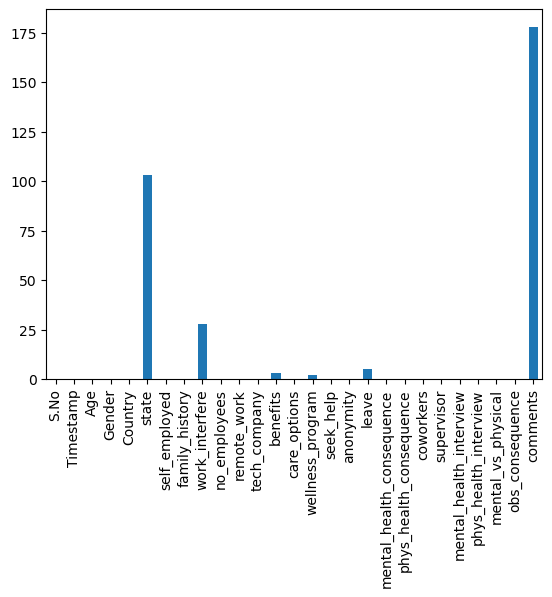 175
150
125
100
75
50
25
0
S.No
Timestamp
Age
Gender
Country
state
self_employed
family_history
work_interfere
no_employees
remote_work
tech_company
benefits
care_options
wellness_program
seek_help
anonymity
leave
mental_health_consequence
phys_health_consequence
coworkers
supervisor
mental_health_interview
phys_health_interview
mental_vs_physical
obs_consequence
comments